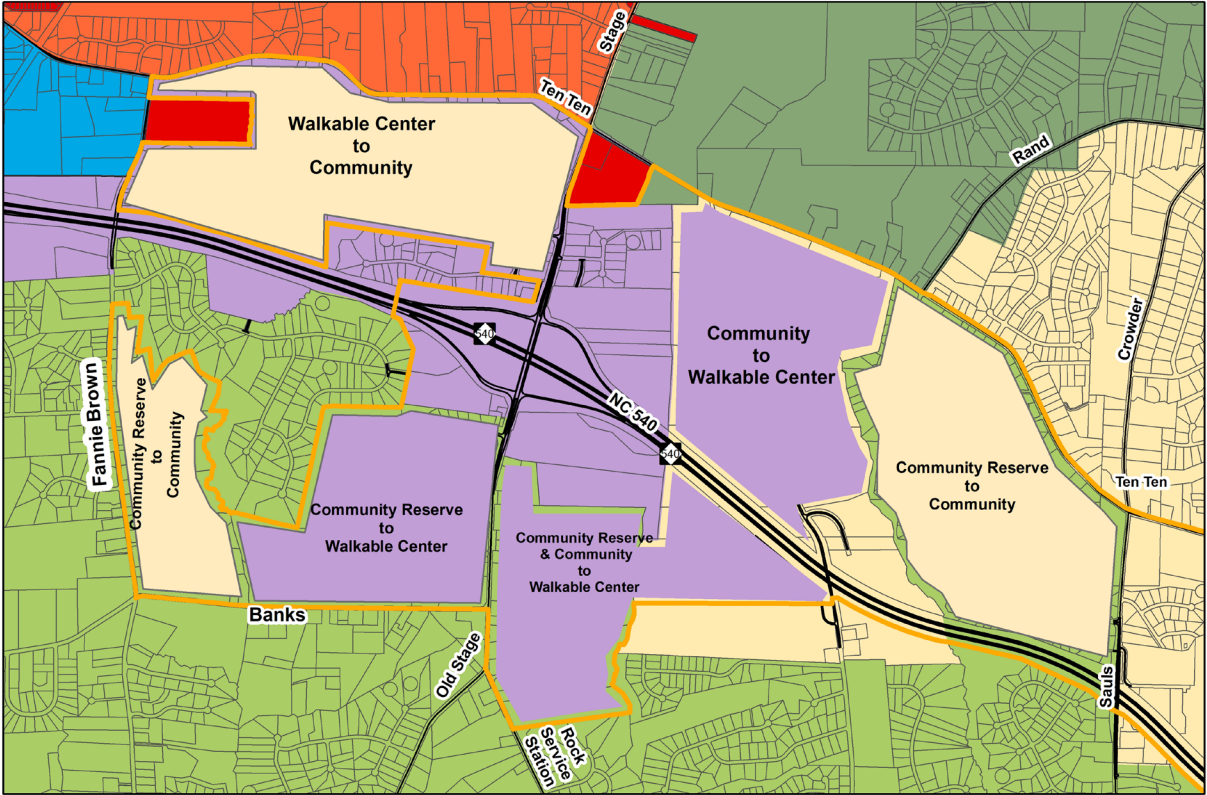 Stage
Ten Ten
Walkable Center
to
Community
Rand
Crowder
Community
to
Walkable Center
540
NC 540
540
Fannie Brown
Community Reserve
to
Community
Community Reserve
to
Community
Ten Ten
Community Reserve
to
Walkable Center
Community Reserve
& Community
to
Walkable Center
Banks
Old Stage
Sauls
Rock
Service
Station